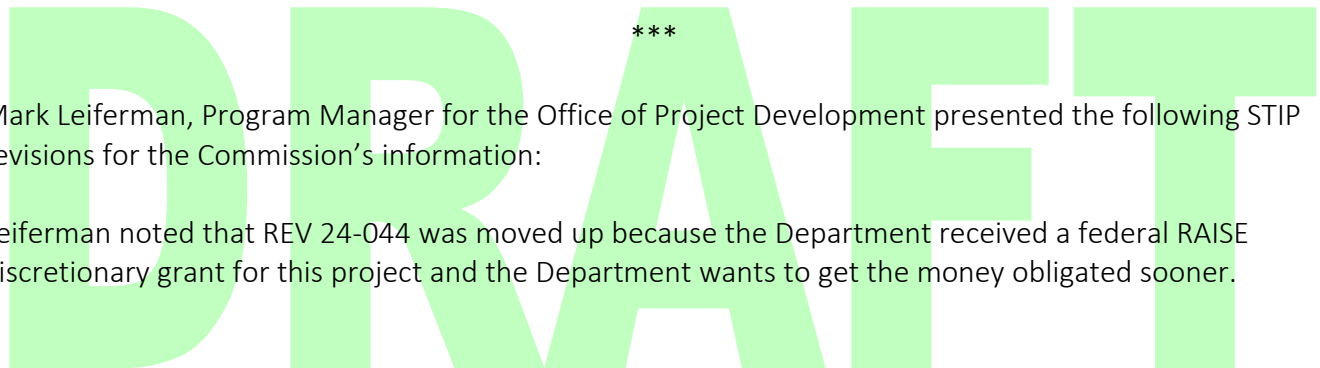 ***
Mark Leiferman, Program Manager for the Office of Project Development presented the following STIP
evisions for the Commission’s information:
eiferman noted that REV 24-044 was moved up because the Department received a federal RAISE
iscretionary grant for this project and the Department wants to get the money obligated sooner.
DRAFT